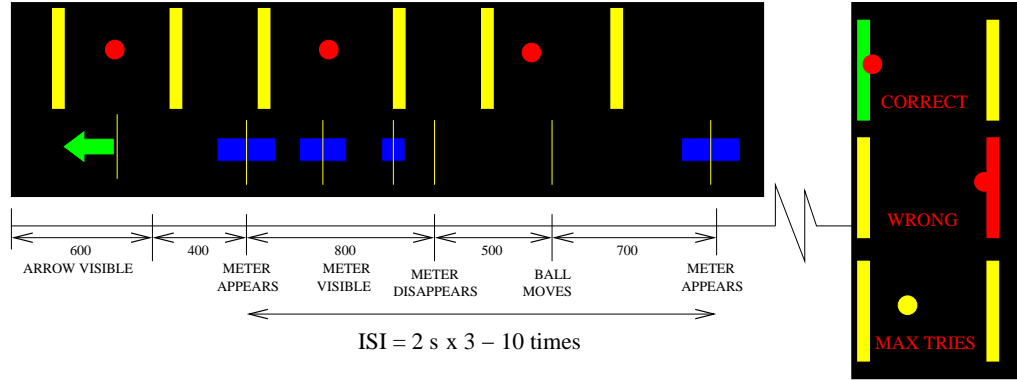 CORRECT
WRONG
MAX TRIES
600
400
800
500
700
ARROW VISIBLE
METER
APPEARS
METER
VISIBLE
METER
DISAPPEARS
BALL
MOVES
METER
APPEARS
ISI = 2 s x 3 – 10 times